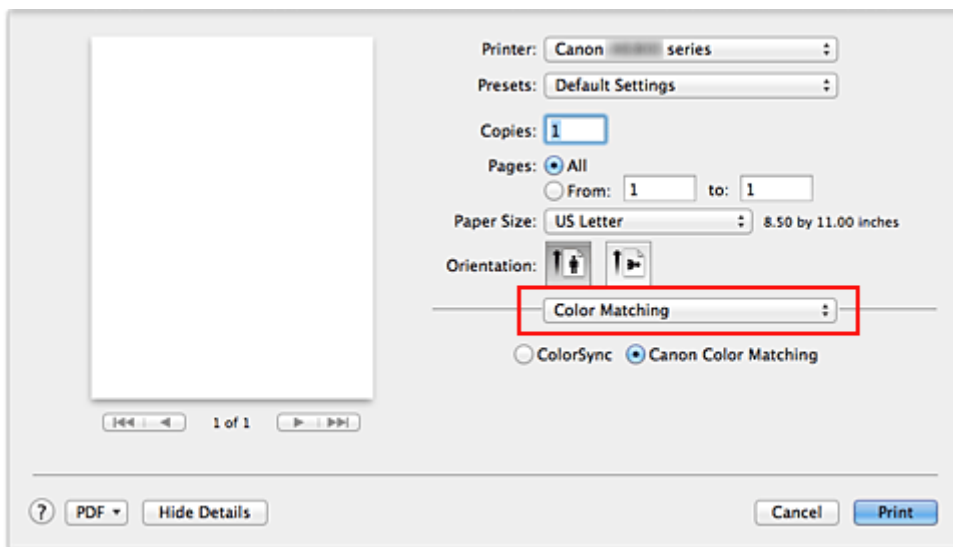 Printer: Canon series
Presets: Default Settings
Copies: 1
Pages: All
From: 1 to: 1
Paper Size: US Letter 8.50 by 11.00 inches
Orientation:
Color Matching
ColorSync Canon Color Matching
1 of 1
? PDF Hide Details Cancel Print